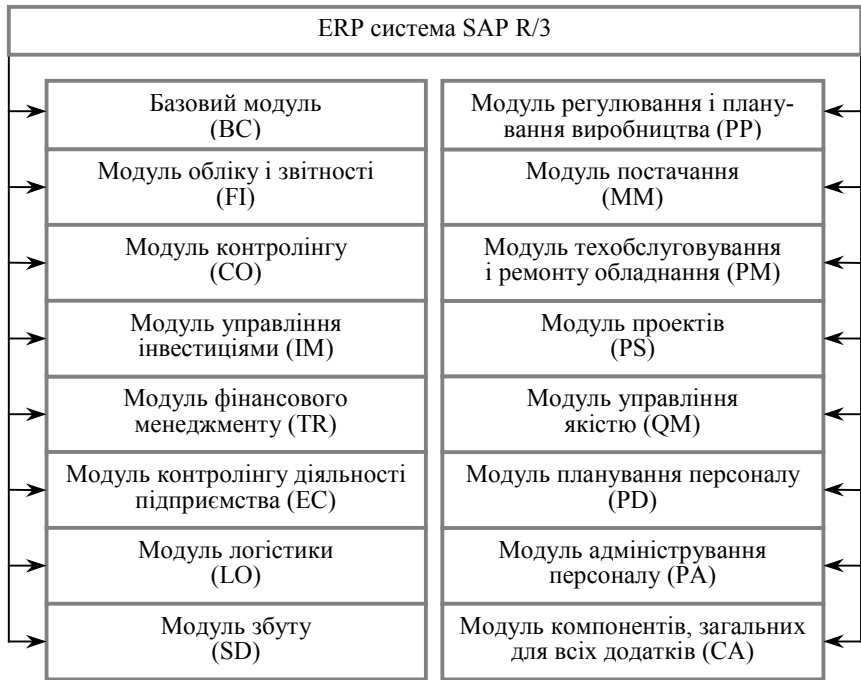 ERP система SAP R/3
Базовий модуль
(BC)
Модуль обліку і звітності
(FI)
Модуль контролінгу
(CO)
Модуль управління
інвестиціями (IM)
Модуль фінансового
менеджменту (TR)
Модуль контролінгу діяльності
підприємства (EC)
Модуль логістики
(LO)
Модуль збуту
(SD)
Модуль регулювання і плану-
вання виробництва (PP)
Модуль постачання
(MM)
Модуль техобслуговування
і ремонту обладнання (PM)
Модуль проектів
(PS)
Модуль управління
якістю (QM)
Модуль планування персоналу
(PD)
Модуль адміністрування
персоналу (PA)
Модуль компонентів, загальних
для всіх додатків (CA)